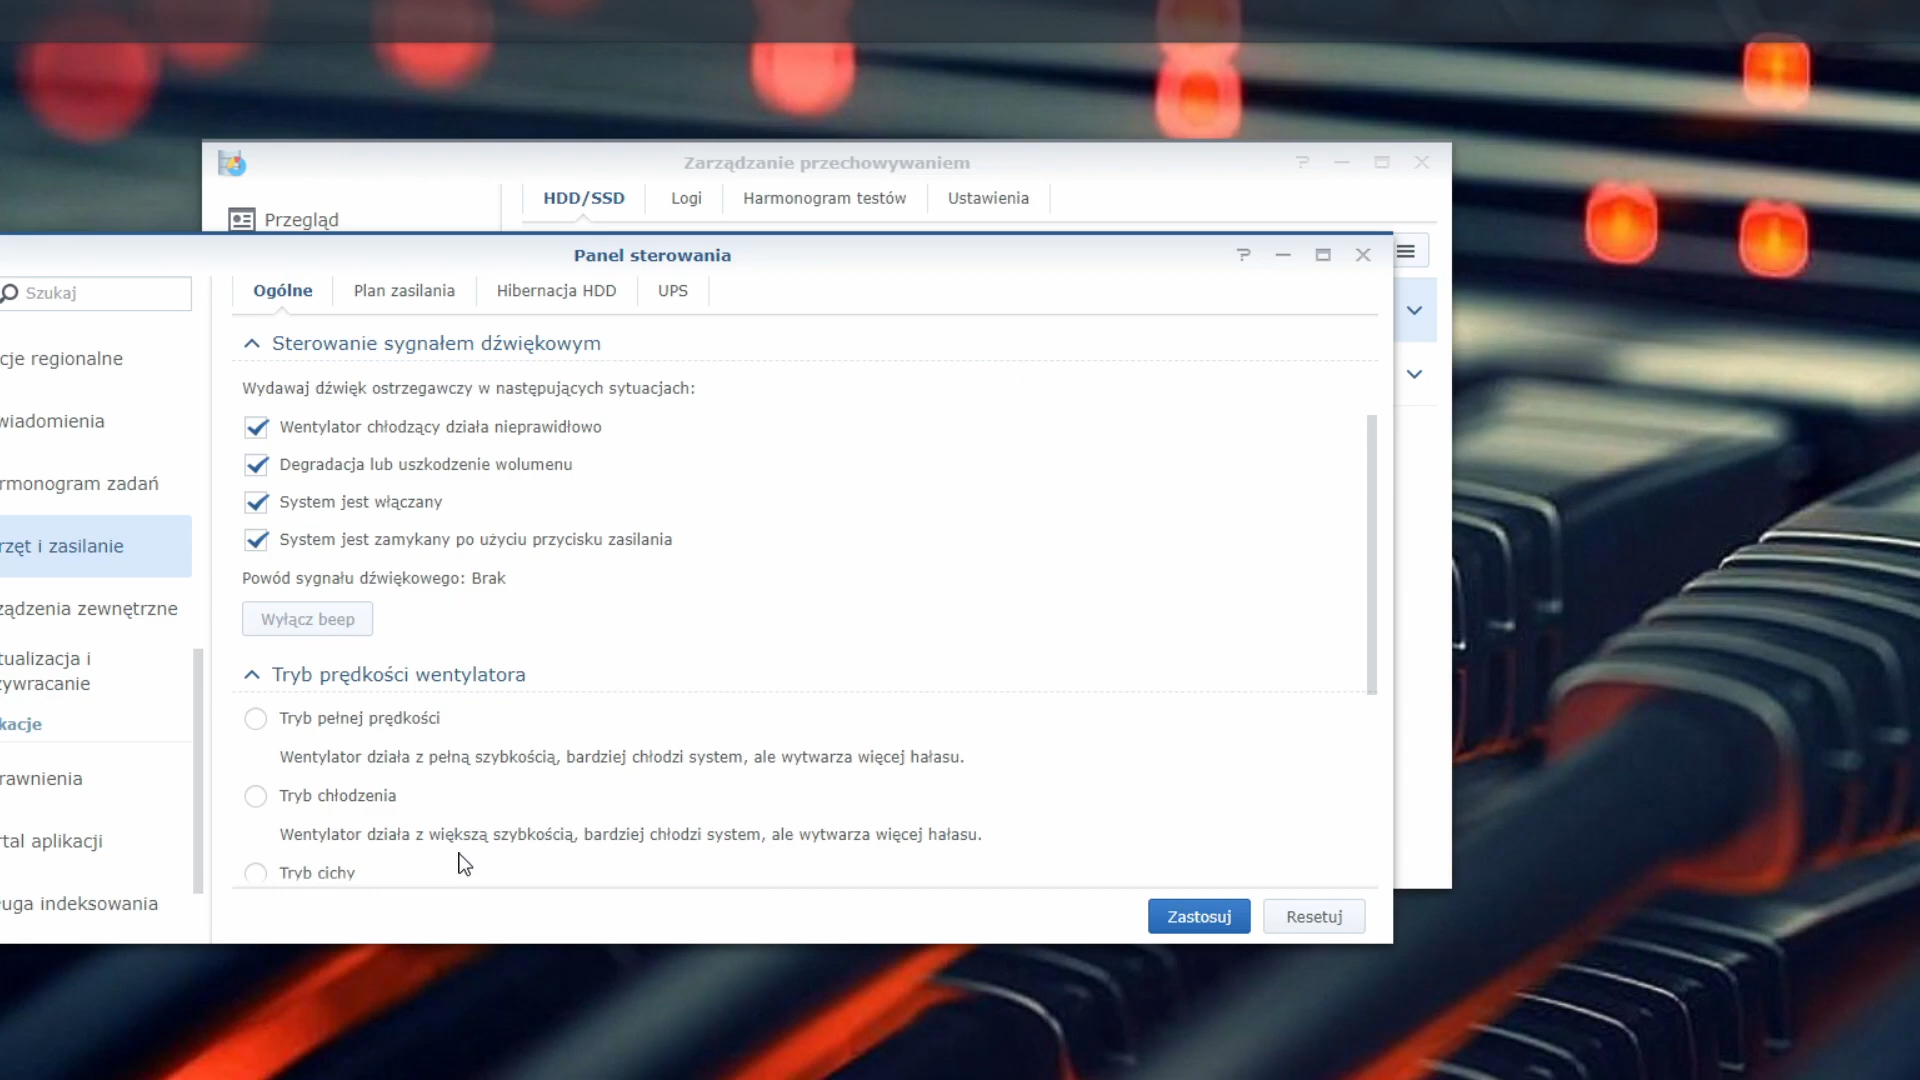 Zarządzanie przechowywaniem
Przegląd
HDD/SSD
Logi
Harmonogram testów
Ustawienia
Panel sterowania
Szukaj
cje regionalne
wiadomienia
rmonogram zadań
rzęt i zasilanie
ządzenia zewnętrzne
tualizacja i
zywracanie
kacje
rawnienia
rtal aplikacji
uga indeksowania
Ogólne
Plan zasilania
Hibernacja HDD
UPS
Sterowanie sygnałem dźwiękowym
Wydawaj dźwięk ostrzegawczy w następujących sytuacjach:
Wentylator chłodzący działa nieprawidłowo
Degradacja lub uszkodzenie wolumenu
System jest włączany
System jest zamykany po użyciu przycisku zasilania
Powód sygnału dźwiękowego: Brak
Wyłącz beep
Tryb prędkości wentylatora
Tryb pełnej prędkości
Wentylator działa z pełną szybkością, bardziej chłodzi system, ale wytwarza więcej hałasu.
Tryb chłodzenia
Wentylator działa z większą szybkością, bardziej chłodzi system, ale wytwarza więcej hałasu.
Tryb cichy
Zastosuj
Resetuj